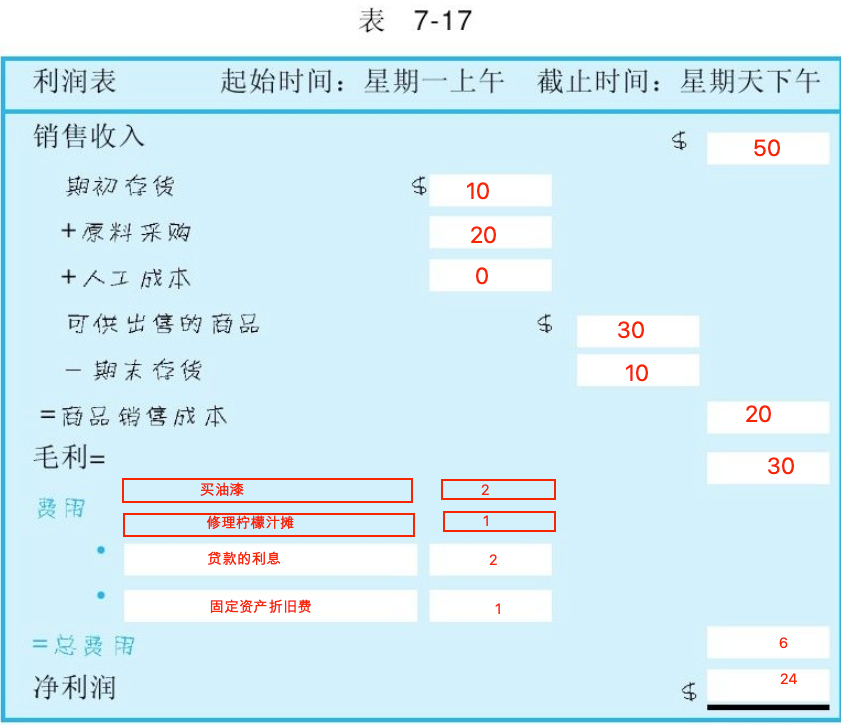 表 7-17
利润表 起始时间：星期一上午 截止时间：星期天下午
销售收入 $ 50
期初存货 $ 10
+原料采购 20
+人工成本 0
可供出售的商品 $ 30
-期末存货 10
=商品销售成本 20
毛利= 30
买油漆 2
费用
修理柠檬汁摊 1
• 贷款的利息 2
• 固定资产折旧费 1
=总费用 6
净利润 $ 24